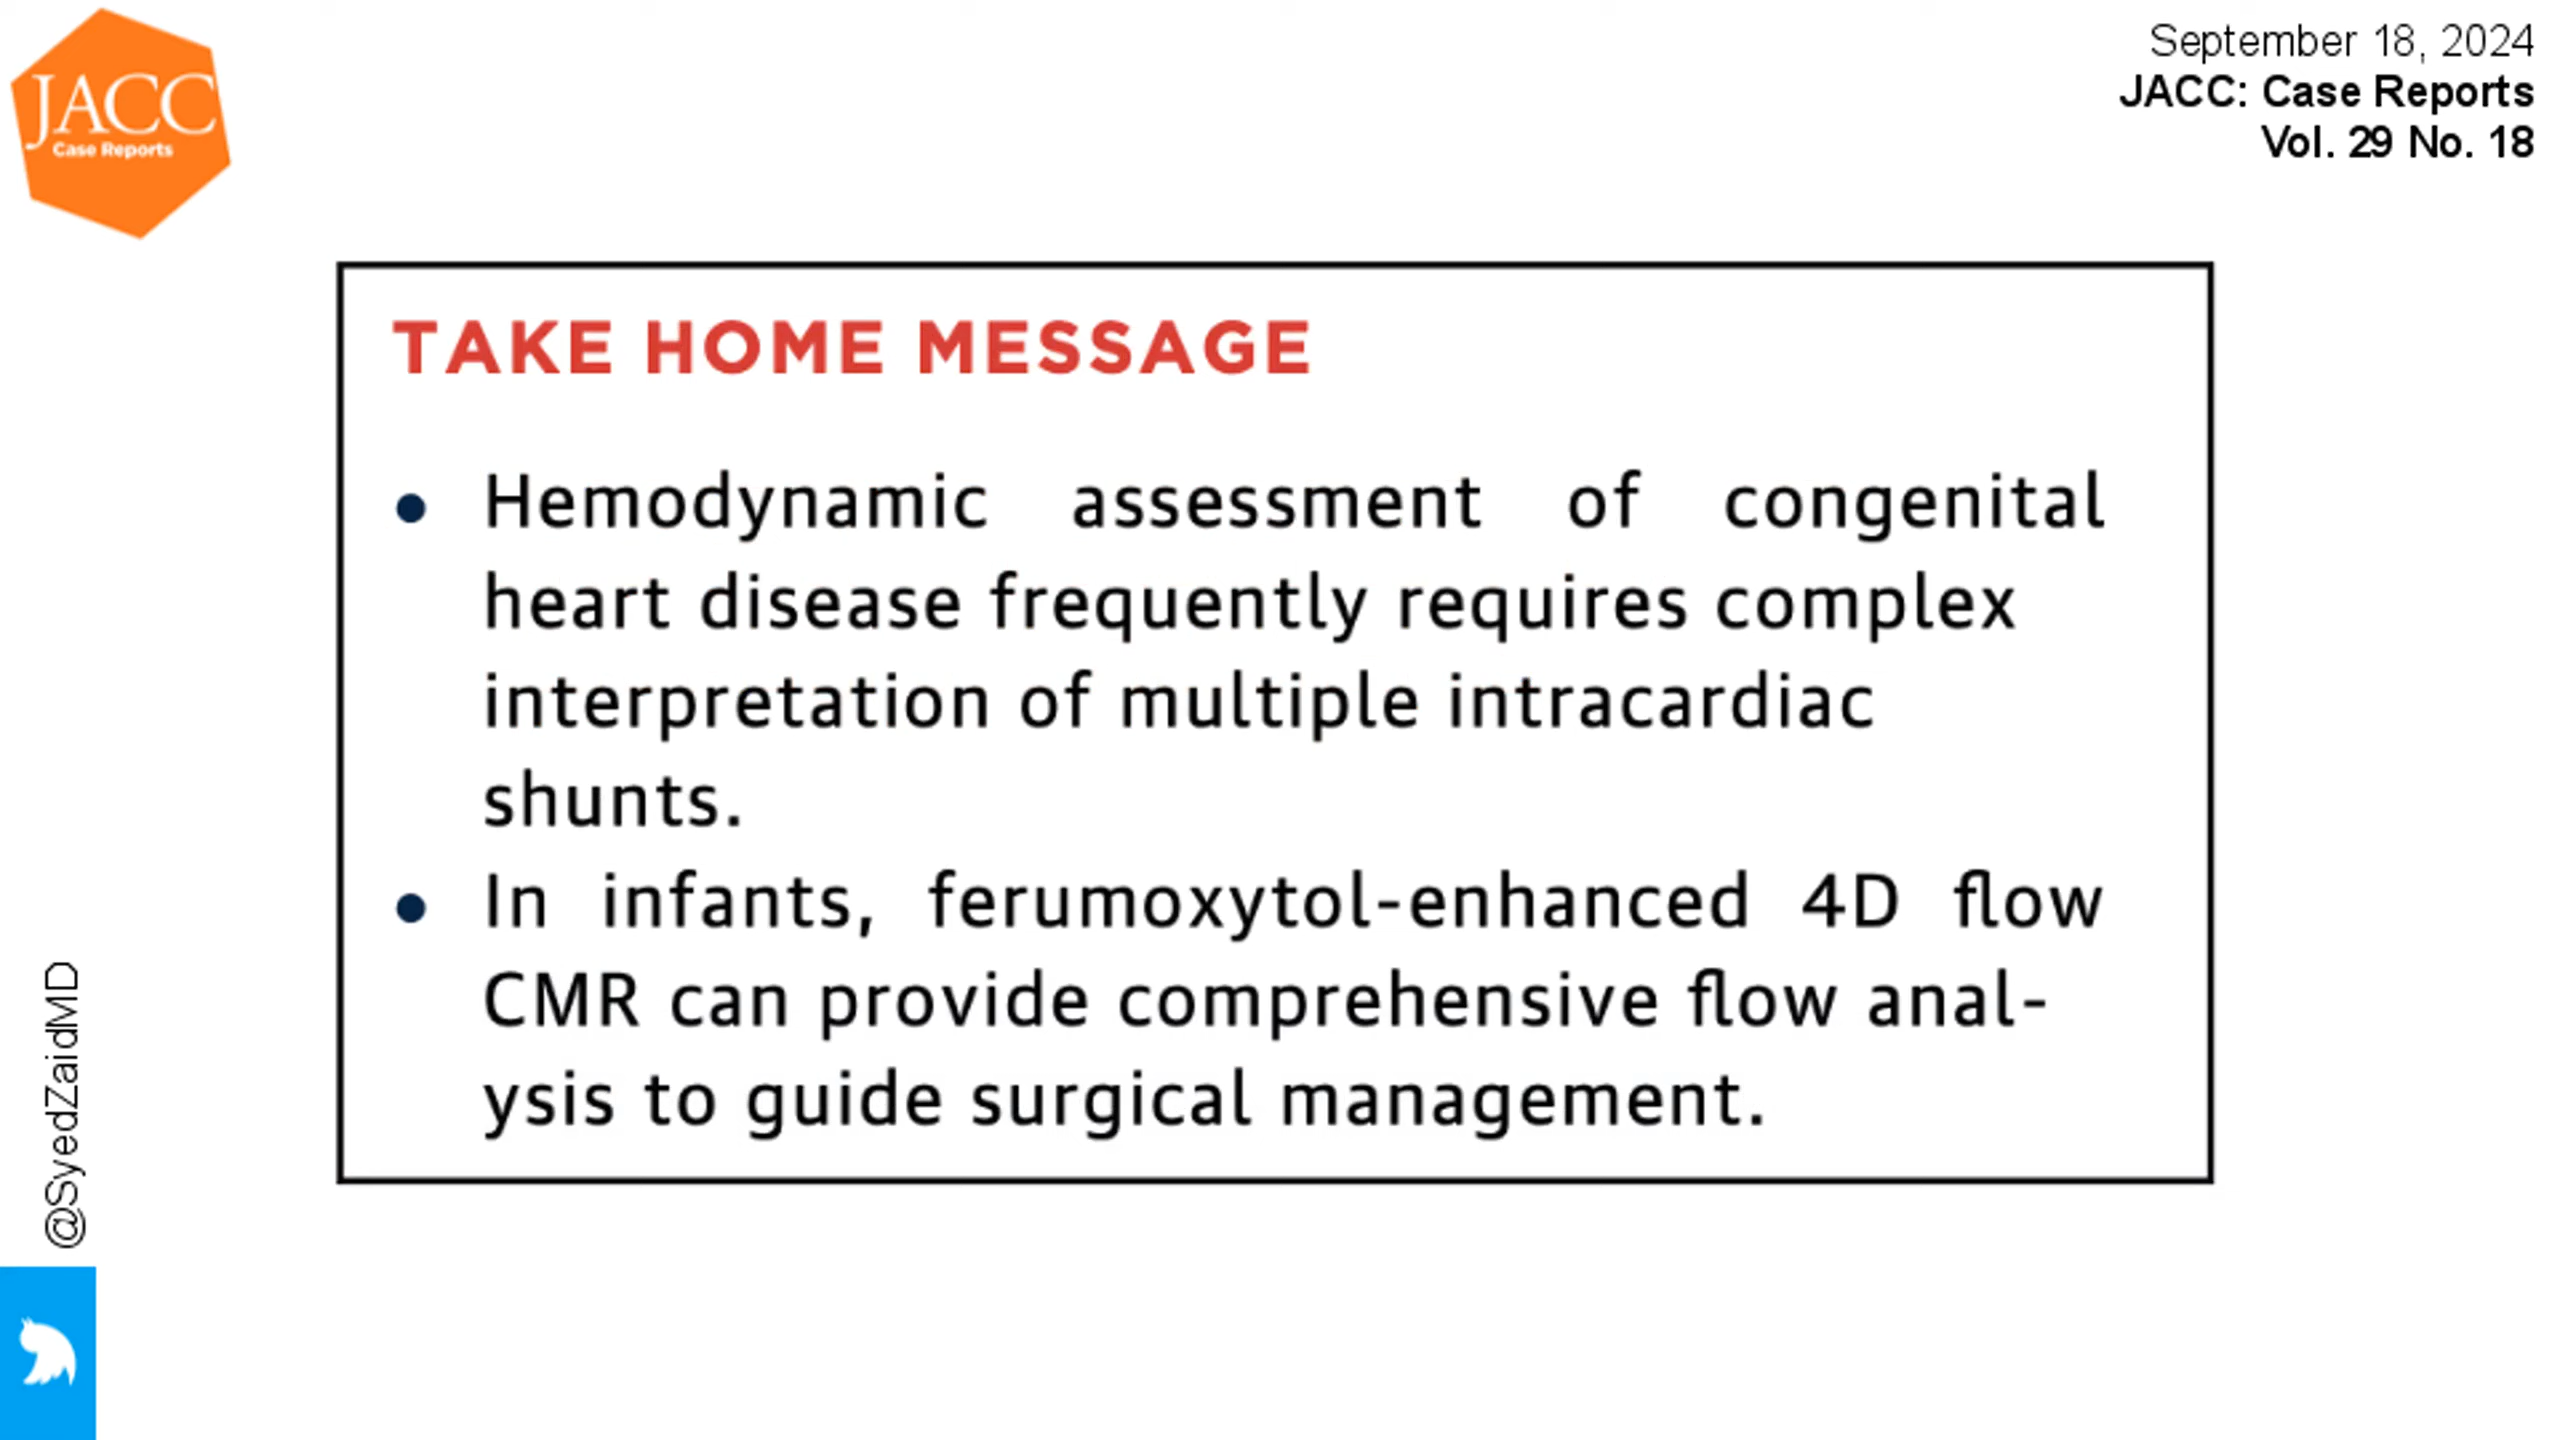 JACC
Case Reports
September 18, 2024
JACC: Case Reports
Vol. 29 No. 18
TAKE HOME MESSAGE
• Hemodynamic assessment of congenital
heart disease frequently requires complex
interpretation of multiple intracardiac
shunts.
• In infants, ferumoxytol-enhanced 4D flow
CMR can provide comprehensive flow anal-
ysis to guide surgical management.
@SyedZaidMD